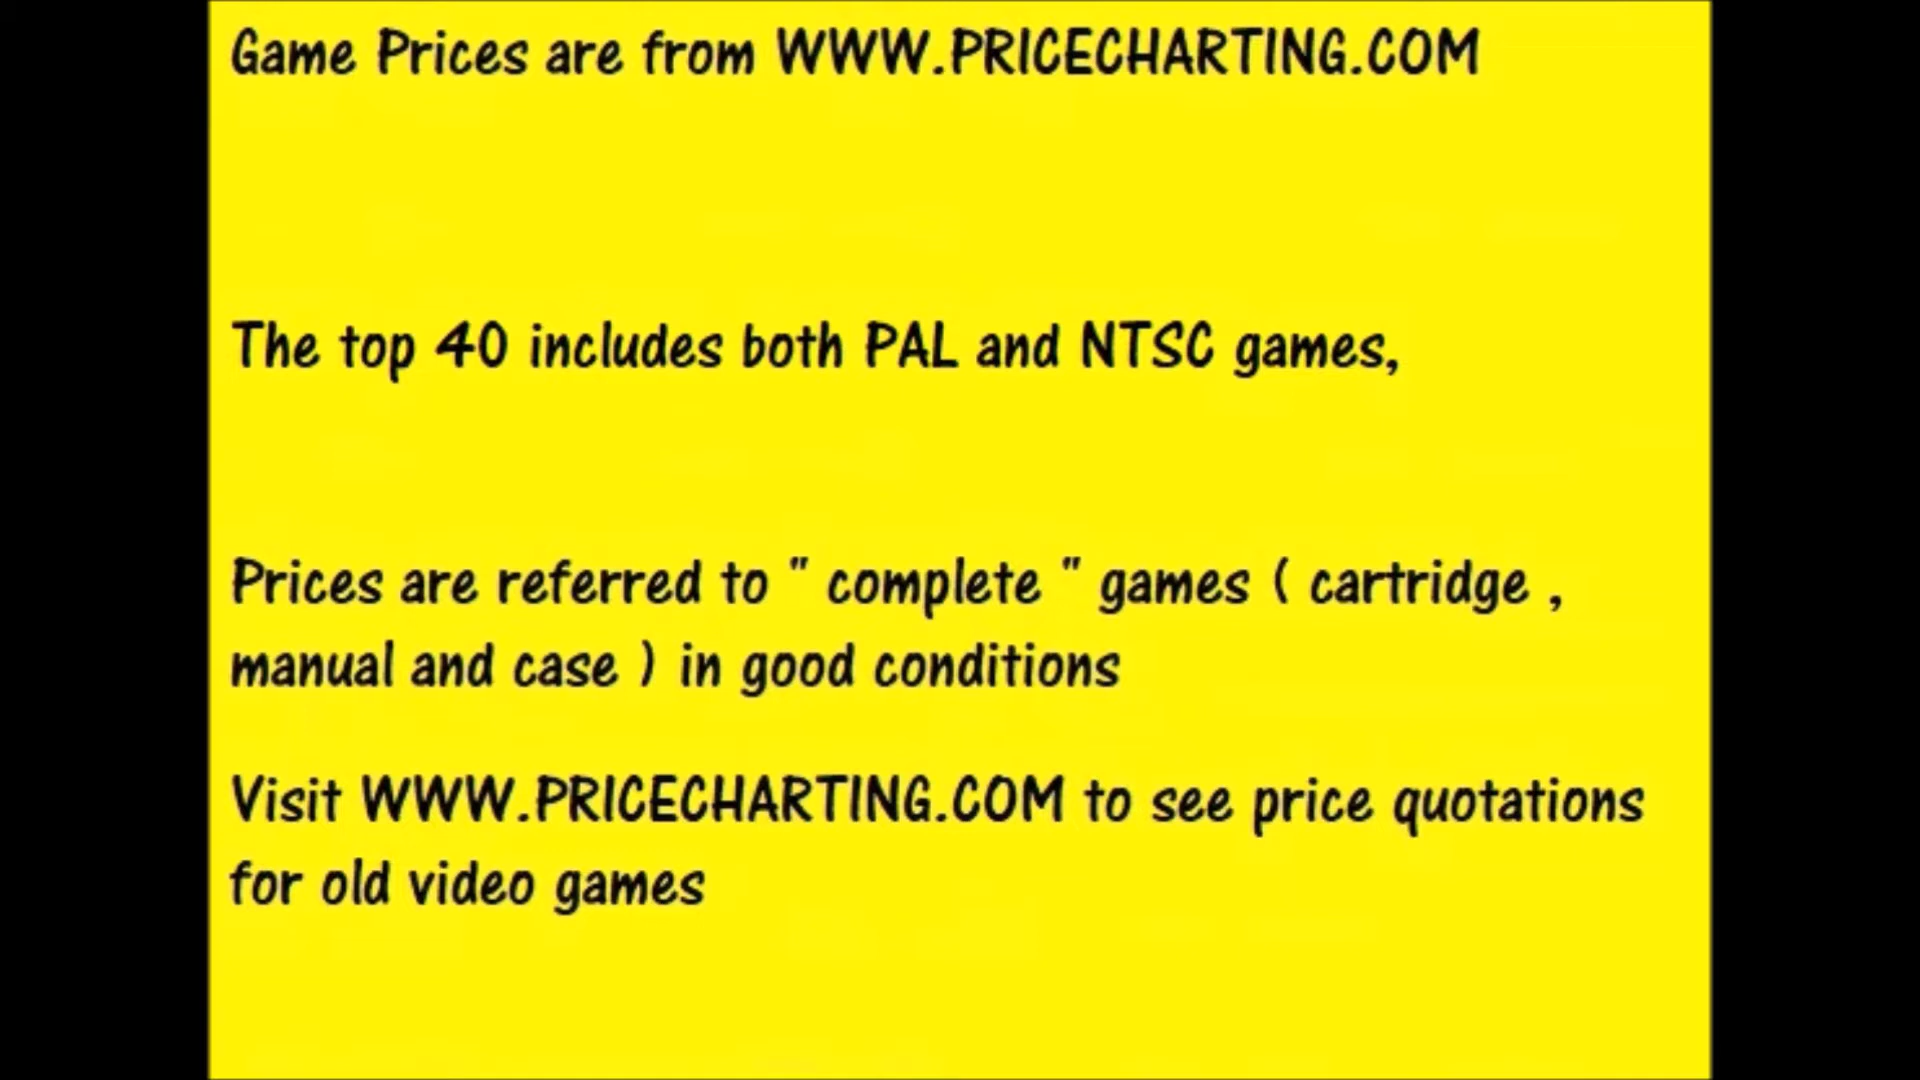 Game Prices are from WWW.PRICECHARTING.COM
The top 40 includes both PAL and NTSC games,
Prices are referred to " complete " games ( cartridge ,
manual and case ) in good conditions
Visit WWW.PRICECHARTING.COM to see price quotations
for old video games